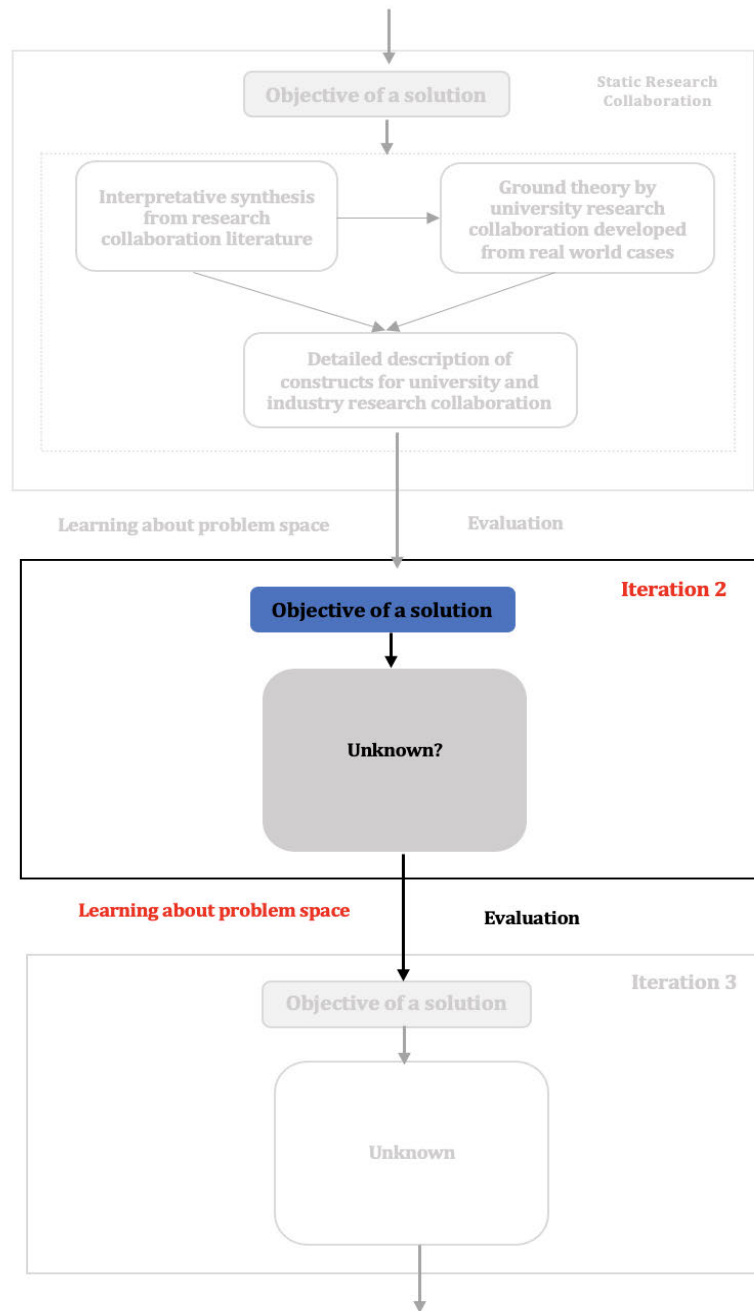 Objective of a solution
Static Research
Collaboration
Interpretative synthesis
from research
collaboration literature
Ground theory by
university research
collaboration developed
from real world cases
Detailed description of
constructs for university and
industry research collaboration
Learning about problem space
Evaluation
Iteration 2
Objective of a solution
Unknown?
Learning about problem space
Evaluation
Iteration 3
Objective of a solution
Unknown